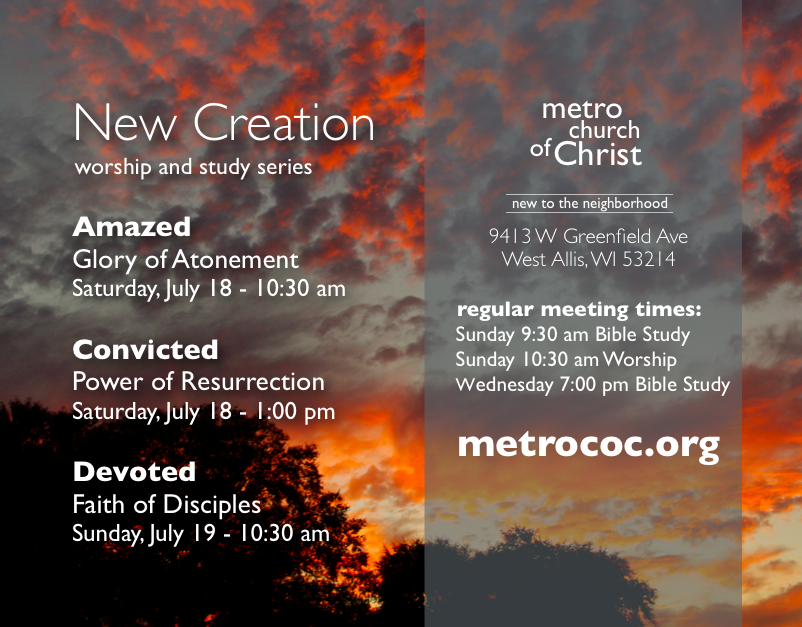 New Creation
worship and study series
Amazed
Glory of Atonement
Saturday, July 18 - 10:30 am
Convicted
Power of Resurrection
Saturday, July 18 - 1:00 pm
Devoted
Faith of Disciples
Sunday, July 19 - 10:30 am
metro
church
of Christ
new to the neighborhood
9413 W Greenfield Ave
West Allis, WI 53214
regular meeting times:
Sunday 9:30 am Bible Study
Sunday 10:30 am Worship
Wednesday 7:00 pm Bible Study
metrococ.org